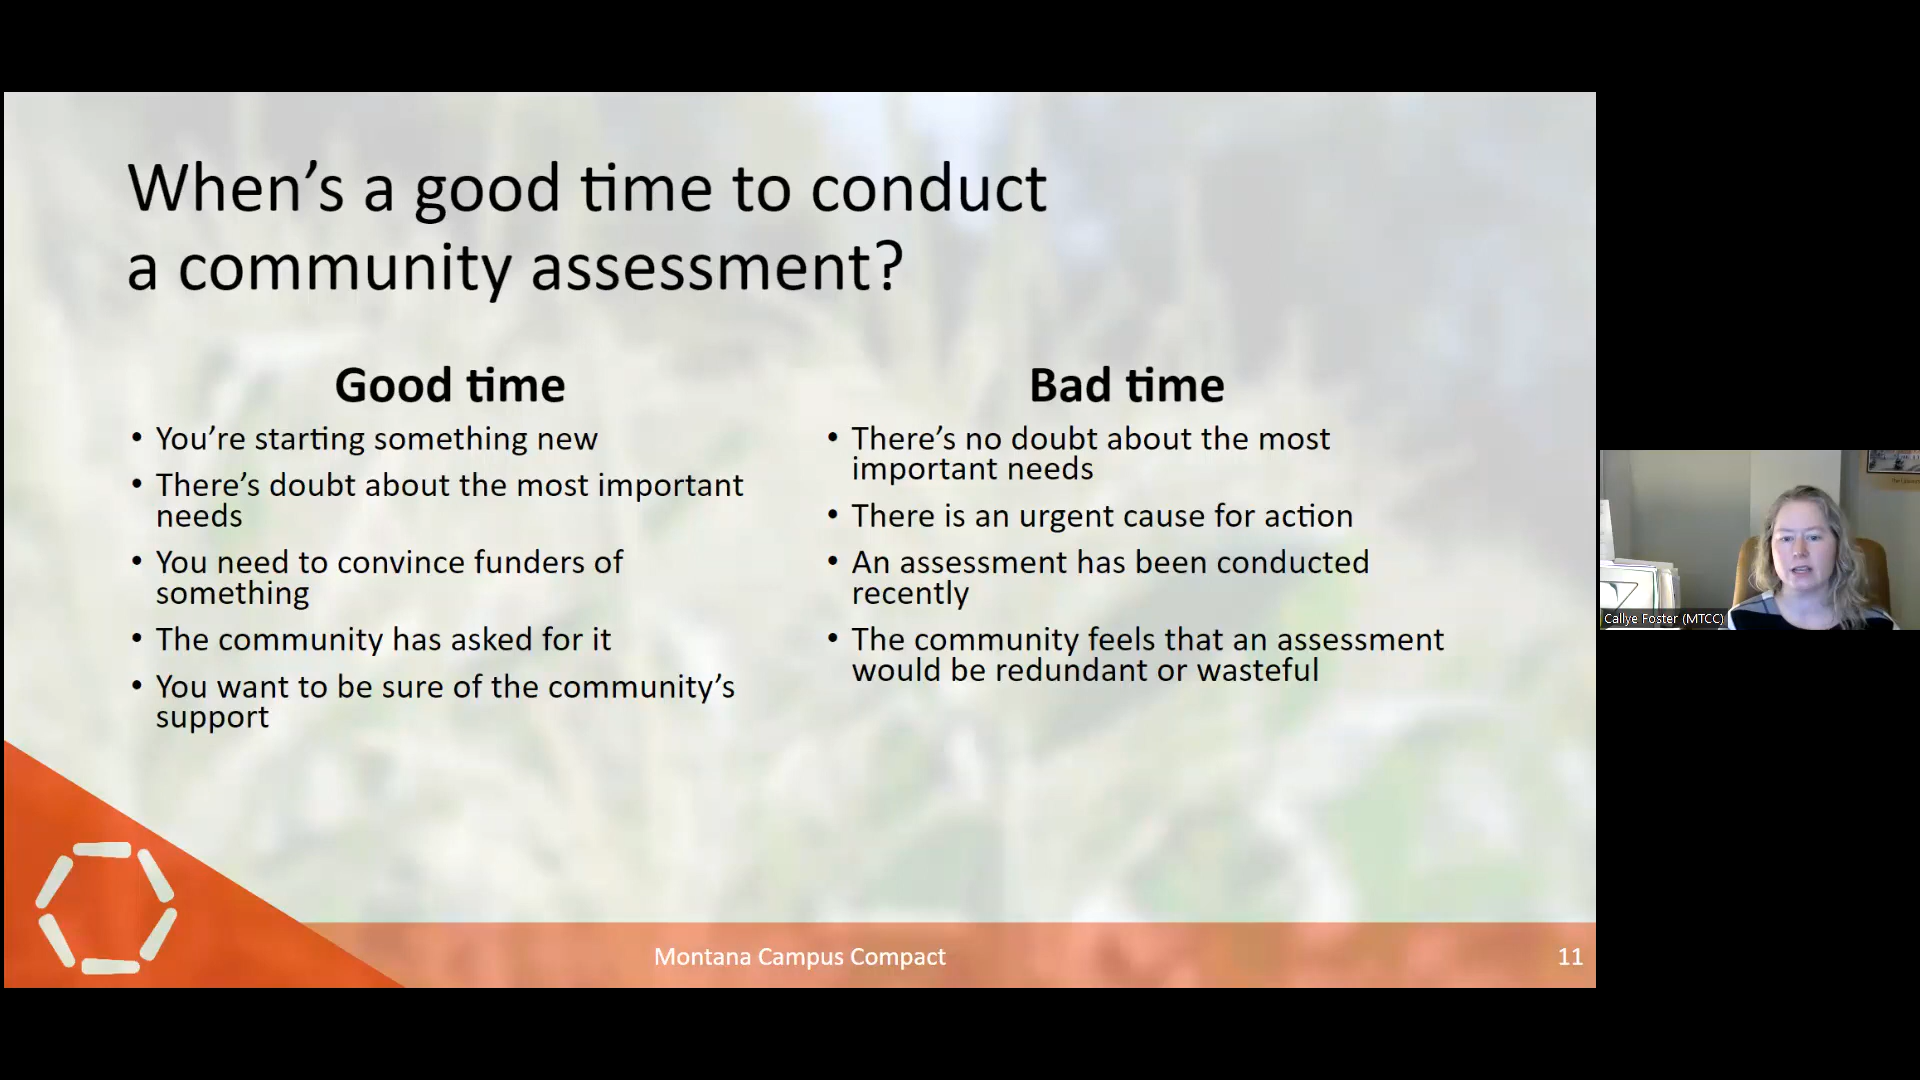 When’s a good time to conduct
a community assessment?
Good time
• You’re starting something new
• There’s doubt about the most important
needs
• You need to convince funders of
something
• The community has asked for it
• You want to be sure of the community’s
support
Bad time
• There’s no doubt about the most
important needs
• There is an urgent cause for action
• An assessment has been conducted
recently
• The community feels that an assessment
would be redundant or wasteful
Montana Campus Compact
11
Callye Foster (MTCC)